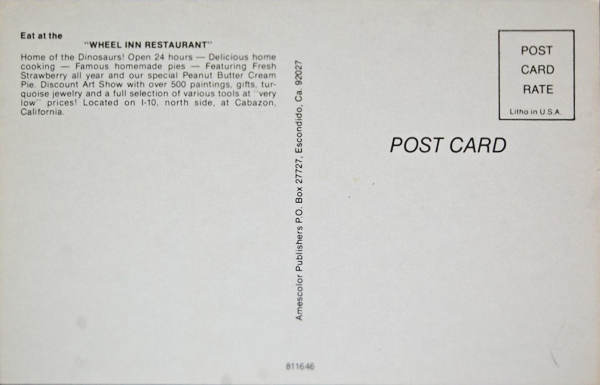 Eat at the
"WHEEL INN RESTAURANT"
Home of the Dinosaurs! Open 24 hours — Delicious home
cooking — Famous homemade pies — Featuring Fresh
Strawberry all year and our special Peanut Butter Cream
Pie. Discount Art Show with over 500 paintings, gifts, tur-
quoise jewelry and a full selection of various tools at "very
low" prices! Located on I-10, north side, at Cabazon,
California.
Amescolor Publishers P.O. Box 27727, Escondido, Ca. 92027
POST
CARD
RATE
Litho in U.S.A.
POST CARD
811646